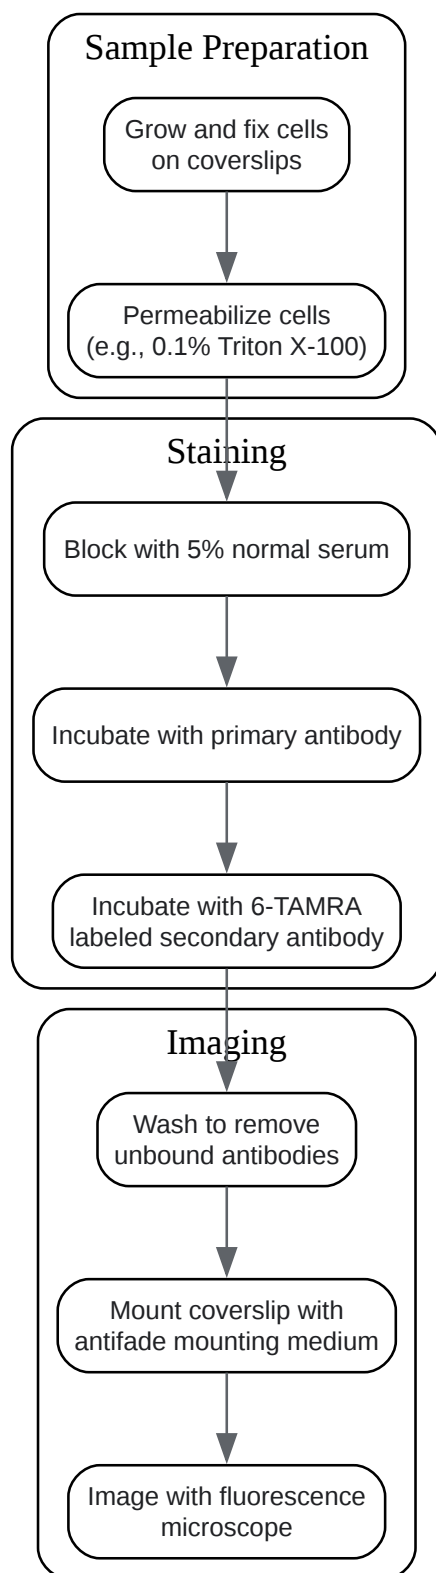 Sample Preparation
Grow and fix cells
on coverslips
Permeabilize cells
(e.g., 0.1% Triton X-100)
Staining
Block with 5% normal serum
Incubate with primary antibody
Incubate with 6-TAMRA
labeled secondary antibody
Imaging
Wash to remove
unbound antibodies
Mount coverslip with
antifade mounting medium
Image with fluorescence
microscope